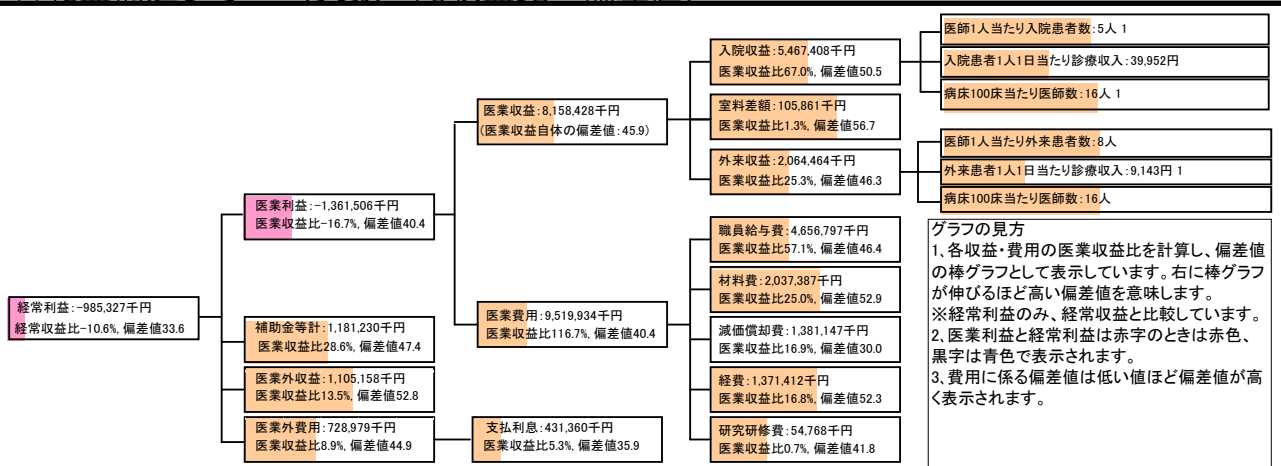 経常利益:-985,327千円
経常収益比-10.6%, 偏差値33.6
医業利益:-1,361,506千円
医業収益比-16.7%, 偏差値40.4
補助金等計:1,181,230千円
医業収益比28.6%, 偏差値47.4
医業外収益:1,105,158千円
医業収益比13.5%, 偏差値52.8
医業外費用:728,979千円
医業収益比8.9%, 偏差値44.9
医業収益:8,158,428千円
(医業収益自体の偏差値:45.9)
医業費用:9,519,934千円
医業収益比116.7%, 偏差値40.4
支払利息:431,360千円
医業収益比5.3%, 偏差値35.9
入院収益:5,467,408千円
医業収益比67.0%, 偏差値50.5
室料差額:105,861千円
医業収益比1.3%, 偏差値56.7
外来収益:2,064,464千円
医業収益比25.3%, 偏差値46.3
職員給与費:4,656,797千円
医業収益比57.1%, 偏差値46.4
材料費:2,037,387千円
医業収益比25.0%, 偏差値52.9
減価償却費:1,381,147千円
医業収益比16.9%, 偏差値30.0
経費:1,371,412千円
医業収益比16.8%, 偏差値52.3
研究研修費:54,768千円
医業収益比0.7%, 偏差値41.8
医師1人当たり入院患者数:5人 1
入院患者1人1日当たり診療収入:39,952円
病床100床当たり医師数:16人 1
医師1人当たり外来患者数:8人
外来患者1人1日当たり診療収入:9,143円 1
病床100床当たり医師数:16人
グラフの見方
1、各収益・費用の医業収益比を計算し、偏差値
の棒グラフとして表示しています。右に棒グラフ
が伸びるほど高い偏差値を意味します。
※経常利益のみ、経常収益と比較しています。
2、医業利益と経常利益は赤字のときは赤色、
黒字は青色で表示されます。
3、費用に係る偏差値は低い値ほど偏差値が高
く表示されます。